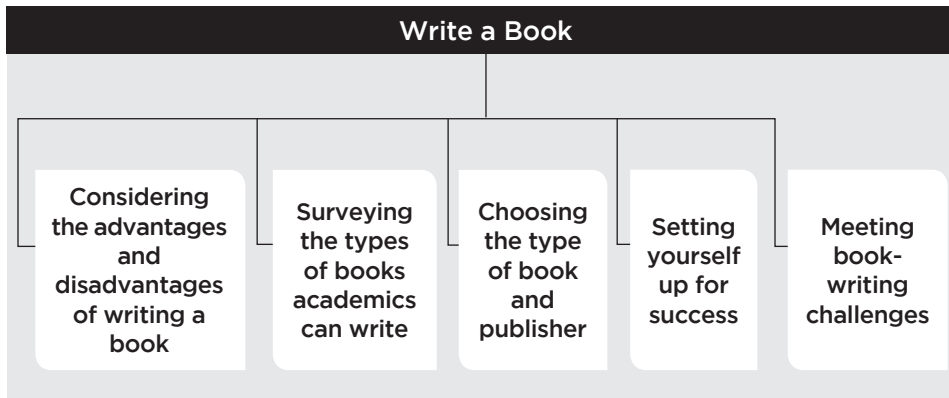 Write a Book
Considering
the advantages
and
disadvantages
of writing a
book
Surveying
the types
of books
academics
can write
Choosing
the type
of book
and
publisher
Setting
yourself
up for
success
Meeting
book-
writing
challenges